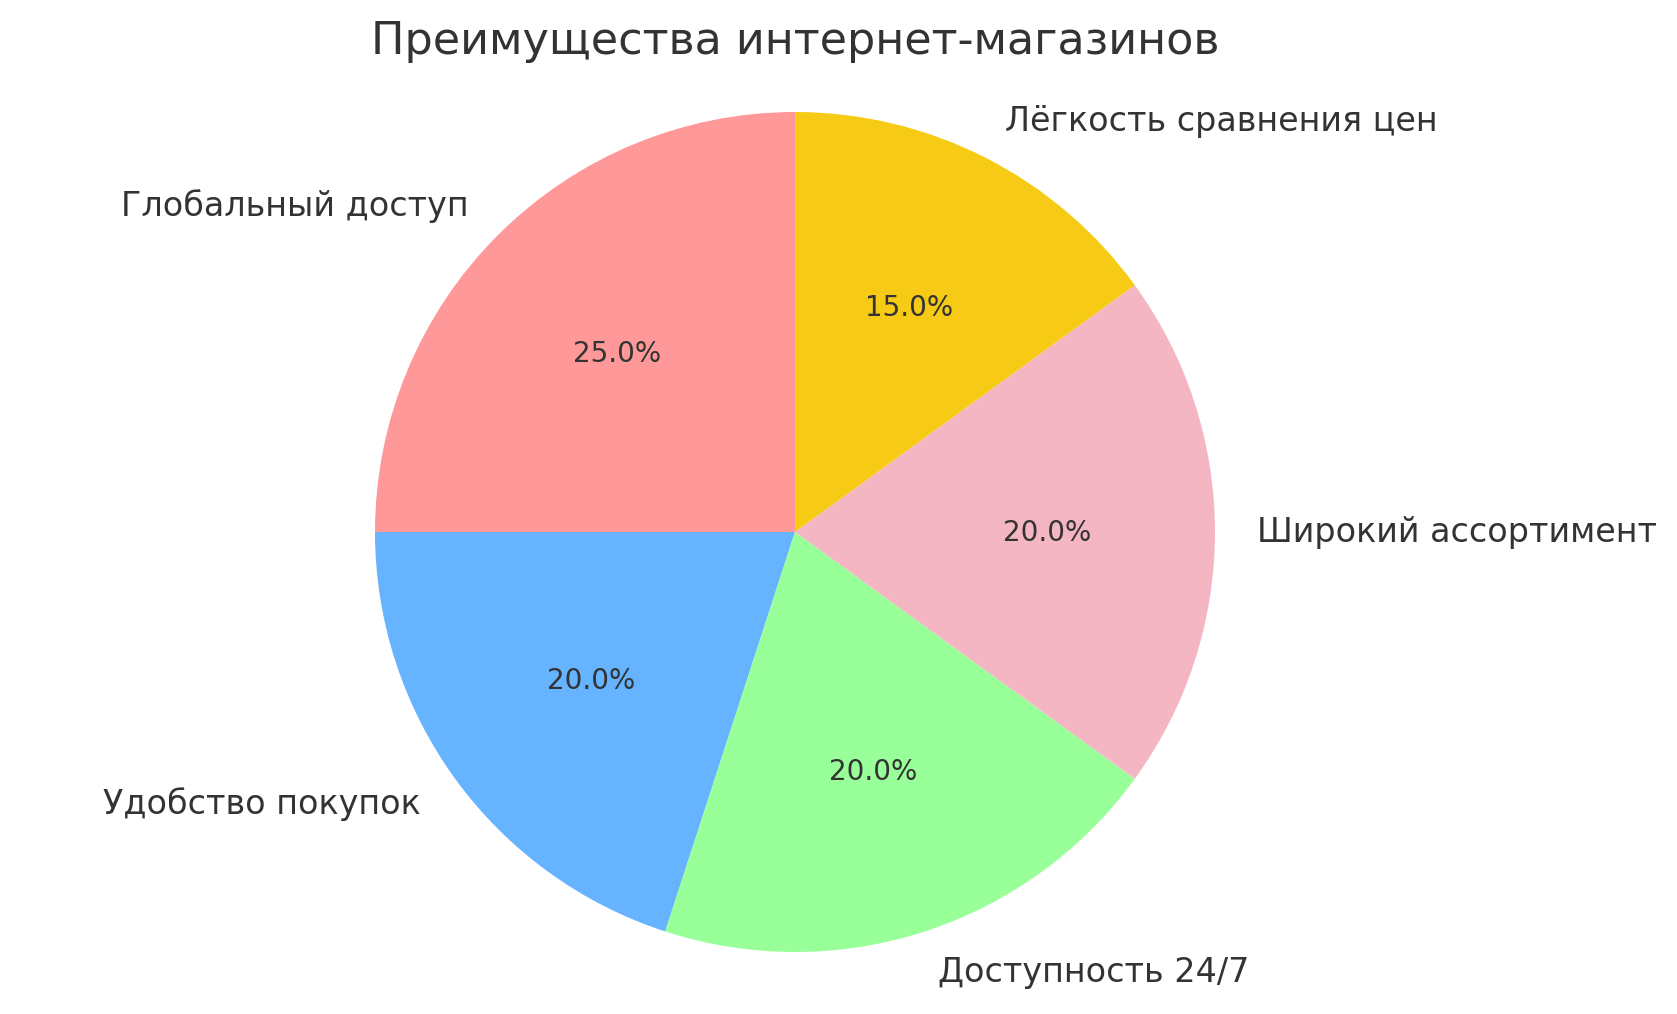 Преимущества интернет-магазинов
Лёгкость сравнения цен
Глобальный доступ
15.0%
25.0%
20.0%
Широкий ассортимент
20.0%
20.0%
Удобство покупок
Доступность 24/7